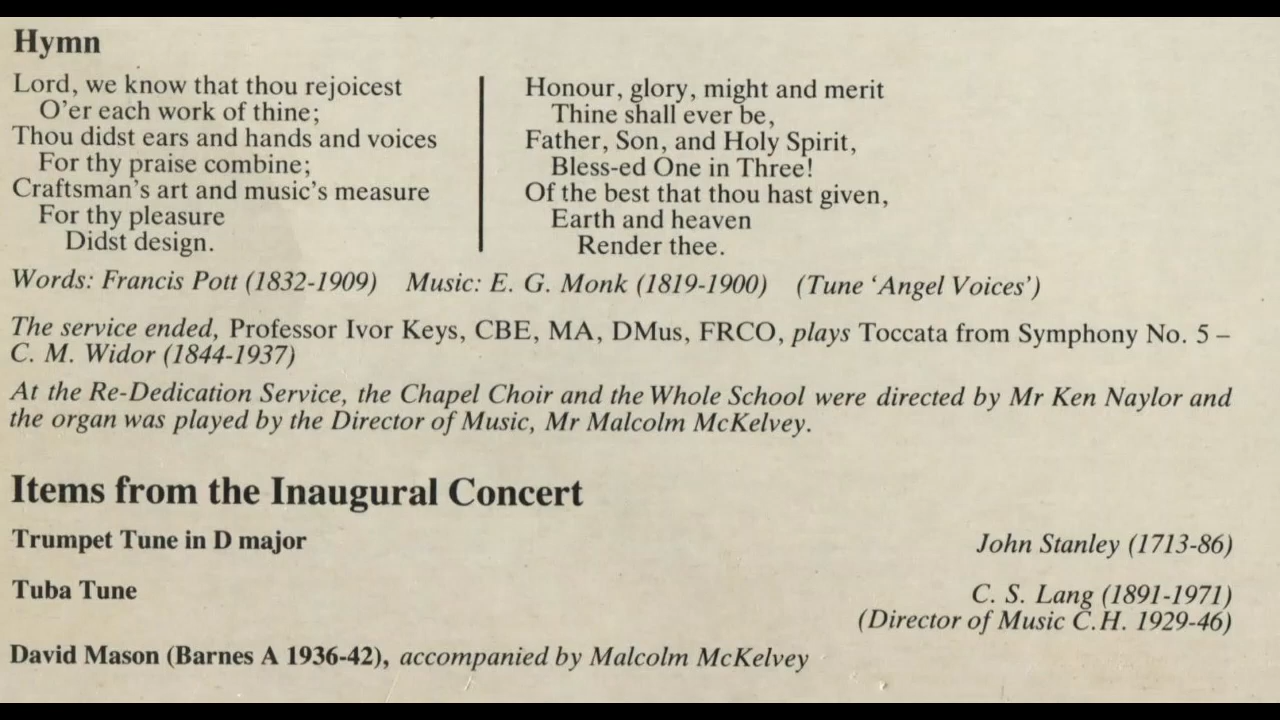 Hymn
Lord, we know that thou rejoicest
O'er each work of thine;
Thou didst ears and hands and voices
For thy praise combine;
Craftsman's art and music's measure
For thy pleasure
Didst design.
Honour, glory, might and merit
Thine shall ever be,
Father, Son, and Holy Spirit,
Bless-ed One in Three!
Of the best that thou hast given,
Earth and heaven
Render thee.
Words: Francis Pott (1832-1909) Music: E. G. Monk (1819-1900) (Tune 'Angel Voices')
The service ended, Professor Ivor Keys, CBE, MA, DMus, FRCO, plays Toccata from Symphony No. 5 –
C. M. Widor (1844-1937)
At the Re-Dedication Service, the Chapel Choir and the Whole School were directed by Mr Ken Naylor and
the organ was played by the Director of Music, Mr Malcolm McKelvey.
Items from the Inaugural Concert
Trumpet Tune in D major John Stanley (1713-86)
Tuba Tune C. S. Lang (1891-1971)
(Director of Music C.H. 1929-46)
David Mason (Barnes A 1936-42), accompanied by Malcolm McKelvey